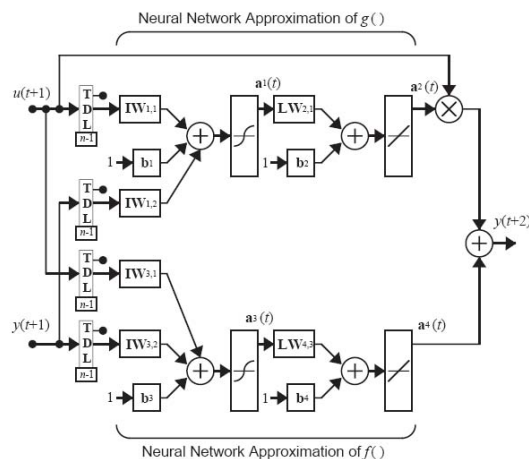 Neural Network Approximation of g()
u(t+1)
T
D
L
n-1
IW1,1
1
b1
a1(t)
LW2,1
1
b2
a2(t)
T
D
L
n-1
IW1,2
y(t+2)
T
D
L
n-1
IW3,1
y(t+1)
T
D
L
n-1
IW3,2
1
b3
a3(t)
LW4,3
1
b4
a4(t)
Neural Network Approximation of f()